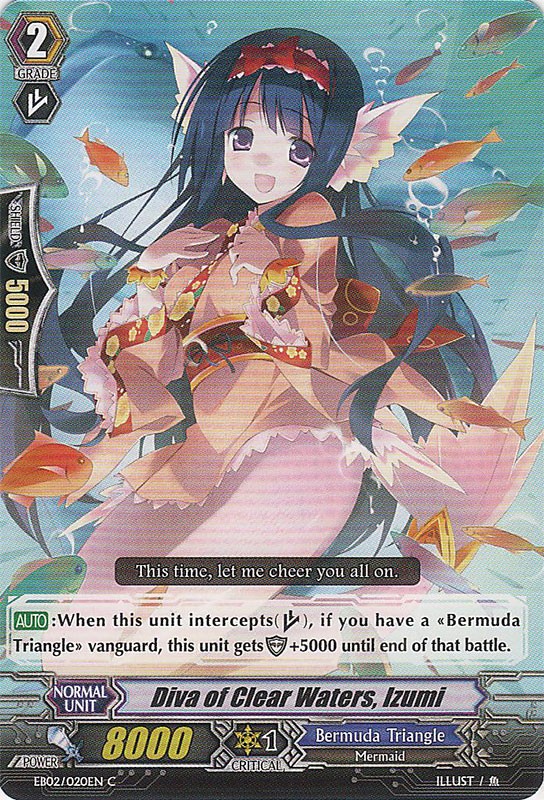 2
GRADE
SHIELD
5000
This time, let me cheer you all on.
AUTO:When this unit intercepts( ), if you have a «Bermuda
Triangle» vanguard, this unit gets +5000 until end of that battle.
NORMAL
UNIT
Diva of Clear Waters, Izumi
POWER
8000
1
CRITICAL
Bermuda Triangle
Mermaid
EB02/020EN C
ILLUST / 魚